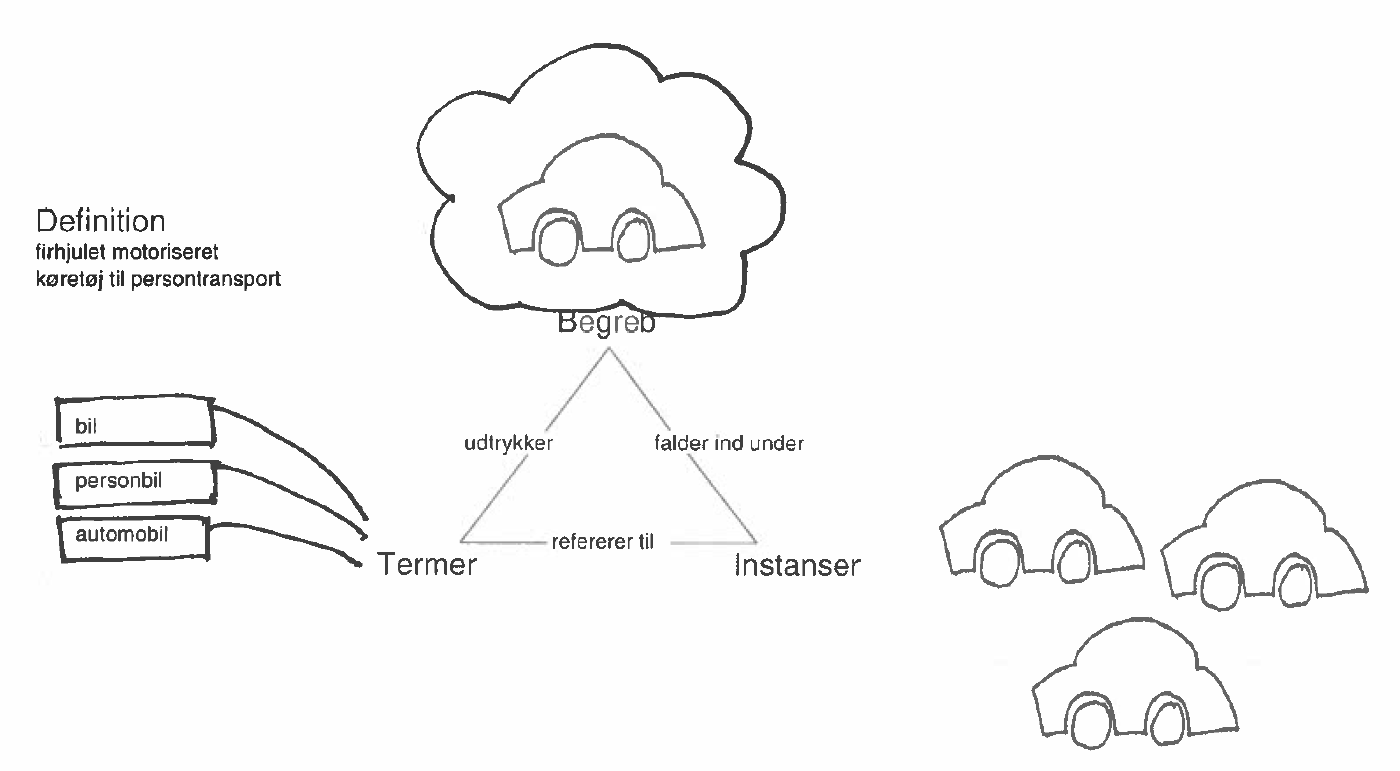 Definition
firhjulet motoriseret
køretøj til persontransport
Begreb
bil
personbil
automobil
udtrykker
falder ind under
refererer til
Termer
Instanser